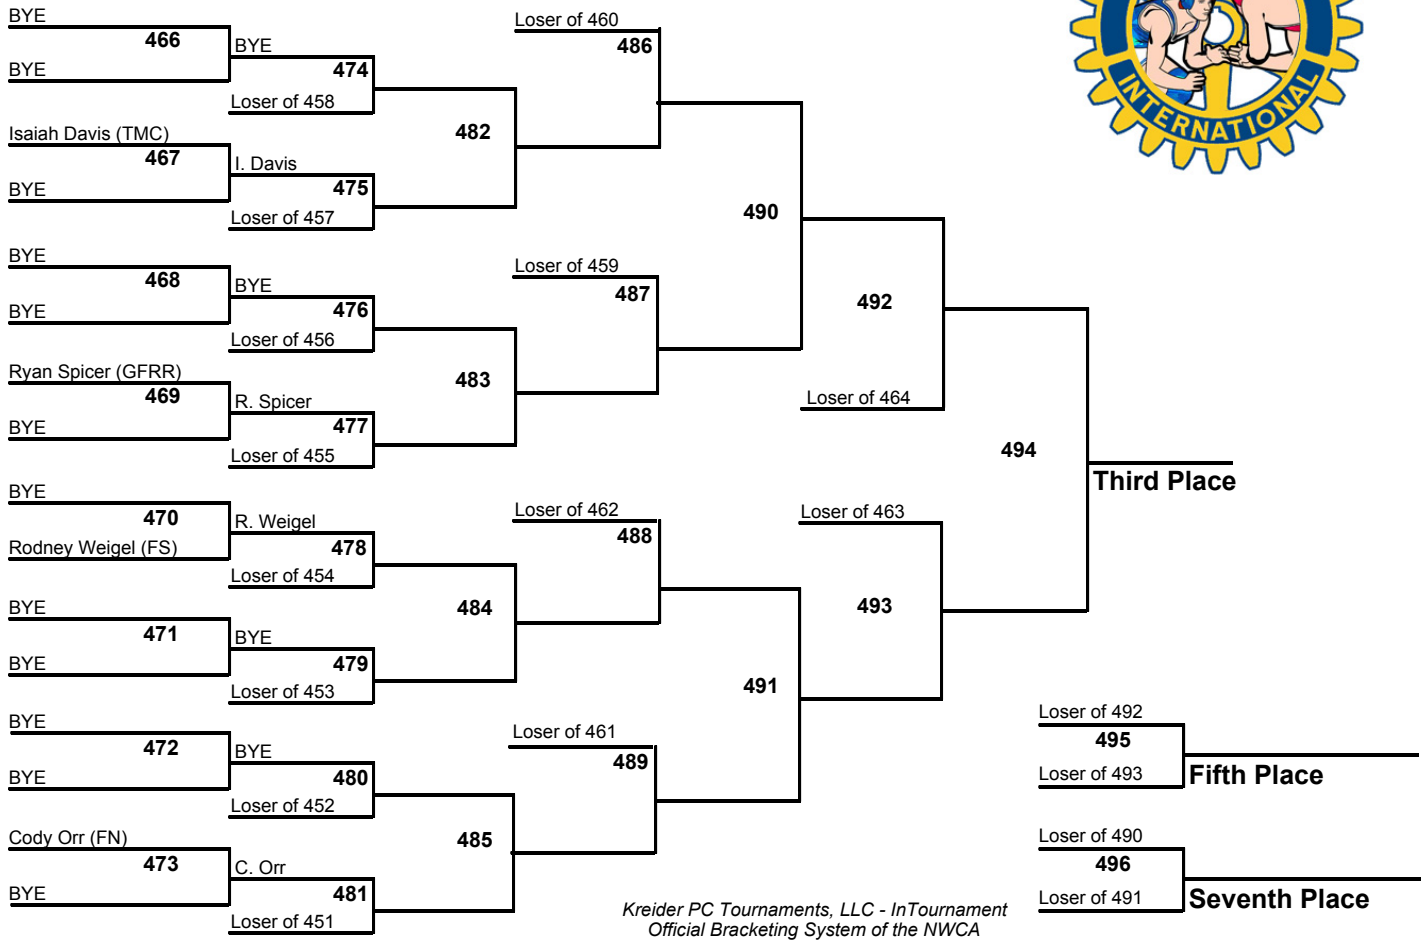 BYE
466
BYE
BYE
474
Loser of 458
Isaiah Davis (TMC)
467
BYE
I. Davis
475
Loser of 457
482
Loser of 460
486
BYE
468
BYE
BYE
476
Loser of 456
Ryan Spicer (GFRR)
469
BYE
R. Spicer
477
Loser of 455
483
Loser of 459
487
490
492
Loser of 464
BYE
470
Rodney Weigel (FS)
R. Weigel
478
Loser of 454
BYE
471
BYE
BYE
479
Loser of 453
484
Loser of 462
488
BYE
472
BYE
BYE
480
Loser of 452
Cody Orr (FN)
473
BYE
C. Orr
481
Loser of 451
485
Loser of 461
489
491
Loser of 463
493
494
Third Place
Loser of 492
495
Loser of 493
Fifth Place
Loser of 490
496
Loser of 491
Seventh Place
INTERNATIONAL
Kreider PC Tournaments, LLC - InTournament
Official Bracketing System of the NWCA